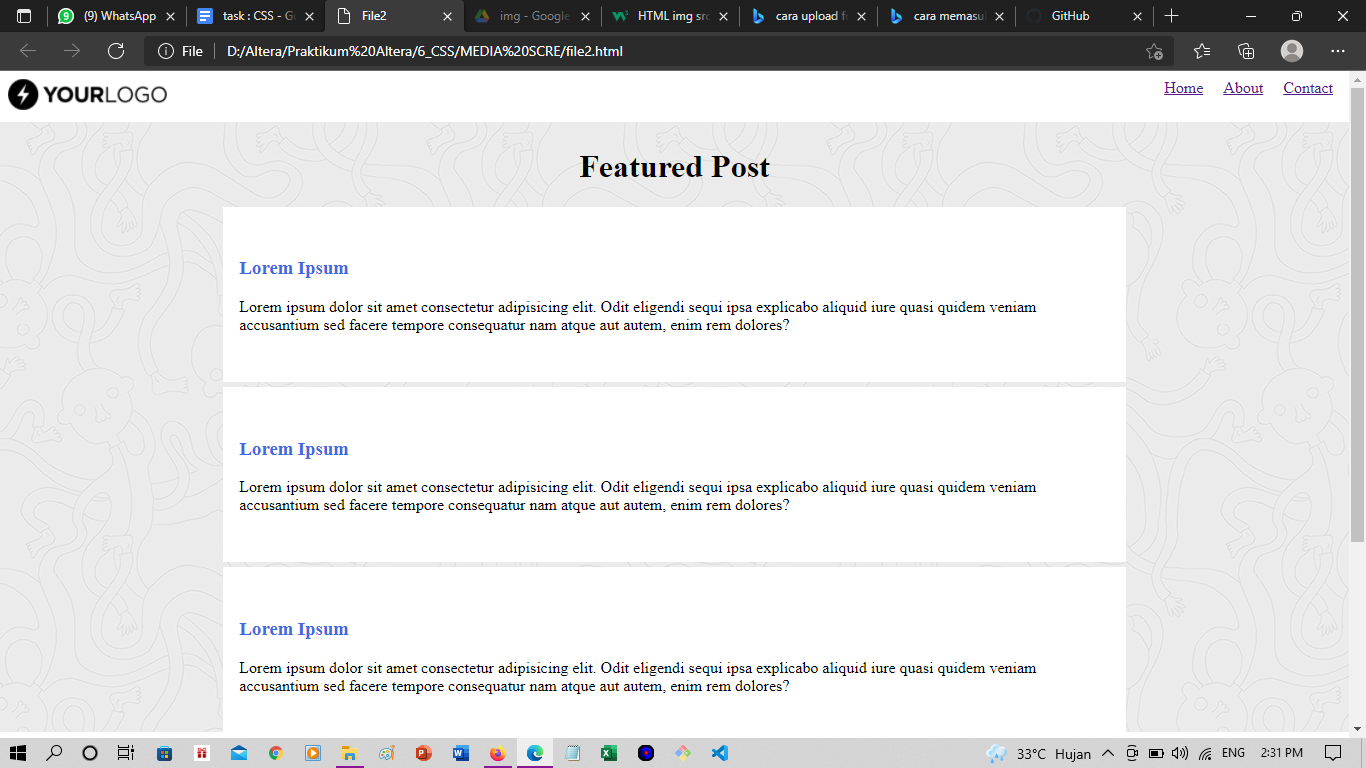 (9) WhatsApp
task : CSS - Go
File2
img - Google
HTML img src
cara upload f
cara memasu
GitHub
File
D:/Altera/Praktikum%20Altera/6_CSS/MEDIA%20SCRE/file2.html
YOURLOGO
Home About Contact
Featured Post
Lorem Ipsum
Lorem ipsum dolor sit amet consectetur adipisicing elit. Odit eligendi sequi ipsa explicabo aliquid iure quasi quidem veniam
accusantium sed facere tempore consequatur nam atque aut autem, enim rem dolores?
Lorem Ipsum
Lorem ipsum dolor sit amet consectetur adipisicing elit. Odit eligendi sequi ipsa explicabo aliquid iure quasi quidem veniam
accusantium sed facere tempore consequatur nam atque aut autem, enim rem dolores?
Lorem Ipsum
Lorem ipsum dolor sit amet consectetur adipisicing elit. Odit eligendi sequi ipsa explicabo aliquid iure quasi quidem veniam
accusantium sed facere tempore consequatur nam atque aut autem, enim rem dolores?
33°C Hujan ENG 2:31 PM